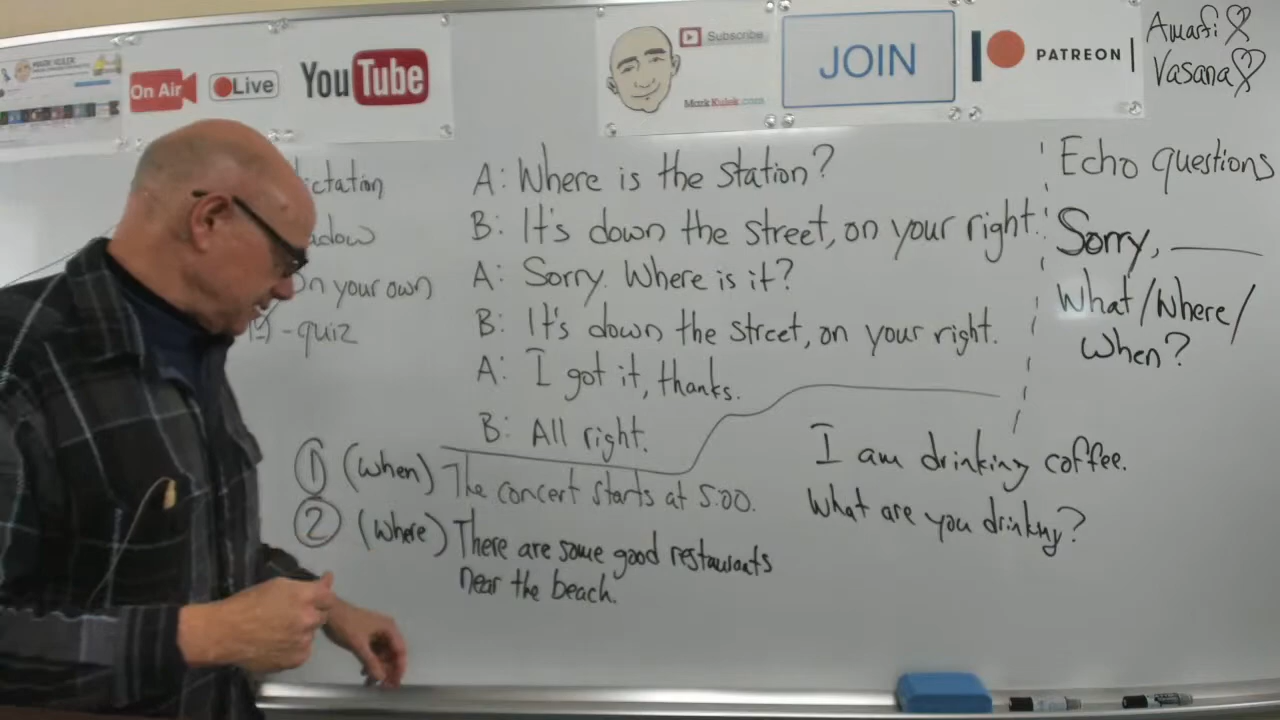 MARK KULEK
On Air
Live
YouTube
Subscribe
MarkKulek.com
JOIN
PATREON
Amarfi
Vasana
on your own
-quiz
A: Where is the station?
B: It's down the street, on your right.
A: Sorry. Where is it?
B: It's down the street, on your right.
A: I got it, thanks.
B: All right.
① (when) The concert starts at 5:00.
② (where) There are some good restaurants
near the beach.
Echo questions
Sorry, ____
What/Where/
When?
I am drinking coffee.
What are you drinking?